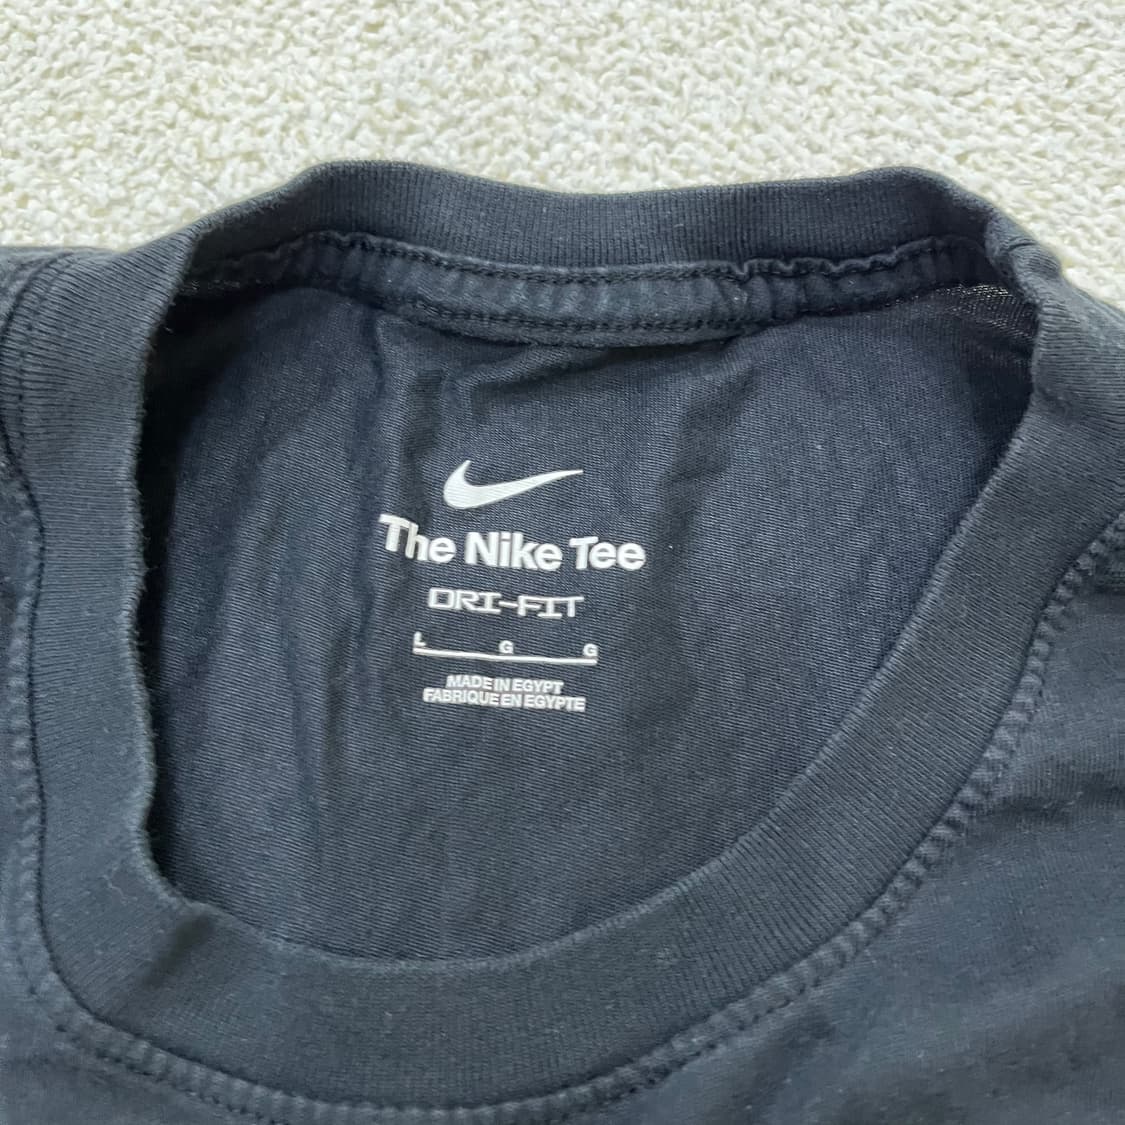 The Nike Tee
DRI-FIT
L G G
MADE IN EGYPT
FABRIQUE EN EGYPTE